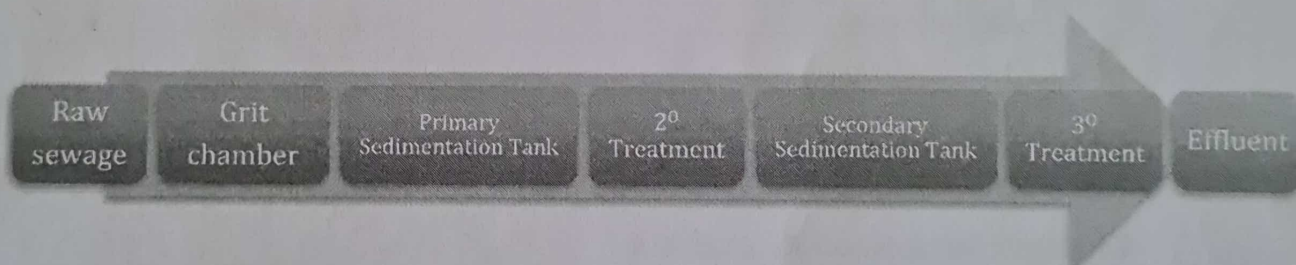 Raw
sewage
Grit
chamber
Primary
Sedimentation Tank
2⁰
Treatment
Secondary
Sedimentation Tank
3⁰
Treatment
Effluent